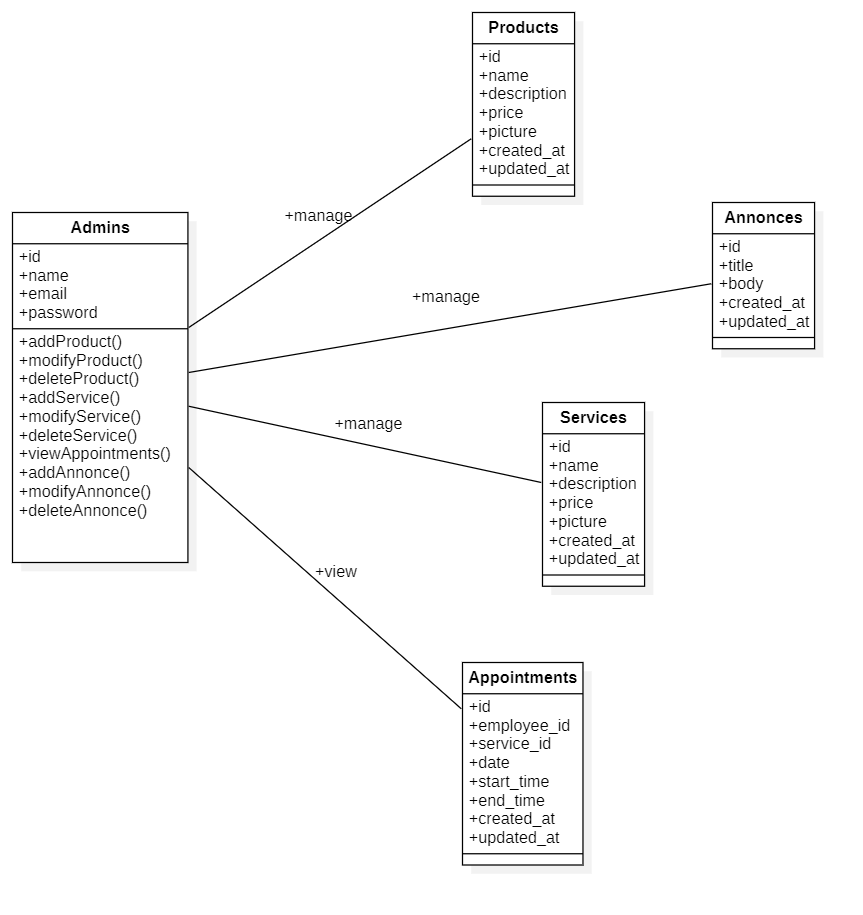 Products
+id
+name
+description
+price
+picture
+created_at
+updated_at
+manage
Admins
+id
+name
+email
+password
+addProduct()
+modifyProduct()
+deleteProduct()
+addService()
+modifyService()
+deleteService()
+viewAppointments()
+addAnnonce()
+modifyAnnonce()
+deleteAnnonce()
Annonces
+id
+title
+body
+created_at
+updated_at
+manage
+manage
Services
+id
+name
+description
+price
+picture
+created_at
+updated_at
+view
Appointments
+id
+employee_id
+service_id
+date
+start_time
+end_time
+created_at
+updated_at